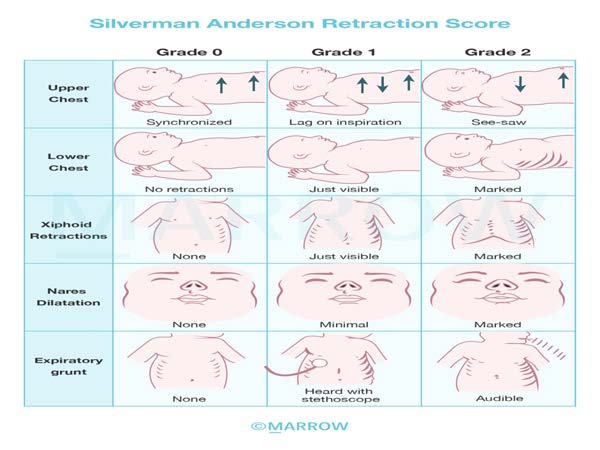 Silverman Anderson Retraction Score
Grade 0 Grade 1 Grade 2
Upper
Chest
Synchronized Lag on inspiration See-saw
Lower
Chest
No retractions Just visible Marked
Xiphoid
Retractions
None Just visible Marked
Nares
Dilatation
None Minimal Marked
Expiratory
grunt
None Heard with
stethoscope Audible
MARROW
©MARROW